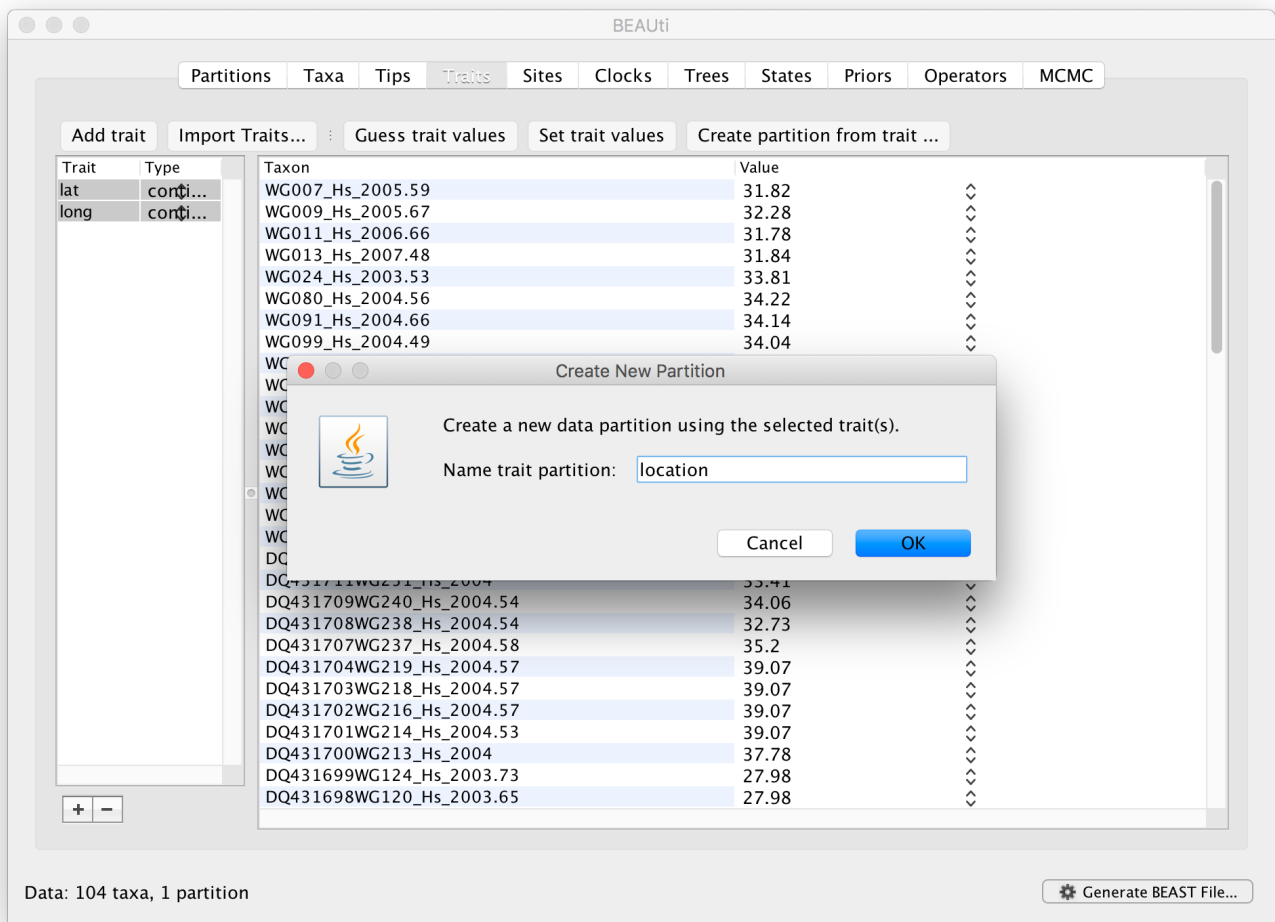 BEAUti
Partitions Taxa Tips Traits Sites Clocks Trees States Priors Operators MCMC
Add trait Import Traits... Guess trait values Set trait values Create partition from trait ...
Trait Type Taxon Value
lat conti... WG007_Hs_2005.59 31.82
long conti... WG009_Hs_2005.67 32.28
WG011_Hs_2006.66 31.78
WG013_Hs_2007.48 31.84
WG024_Hs_2003.53 33.81
WG080_Hs_2004.56 34.22
WG091_Hs_2004.66 34.14
WG099_Hs_2004.49 34.04
Create New Partition
Create a new data partition using the selected trait(s).
Name trait partition: location
Cancel OK
DQ431711WG251_Hs_2004 33.41
DQ431709WG240_Hs_2004.54 34.06
DQ431708WG238_Hs_2004.54 32.73
DQ431707WG237_Hs_2004.58 35.2
DQ431704WG219_Hs_2004.57 39.07
DQ431703WG218_Hs_2004.57 39.07
DQ431702WG216_Hs_2004.57 39.07
DQ431701WG214_Hs_2004.53 39.07
DQ431700WG213_Hs_2004 37.78
DQ431699WG124_Hs_2003.73 27.98
DQ431698WG120_Hs_2003.65 27.98
+ −
Data: 104 taxa, 1 partition
Generate BEAST File...